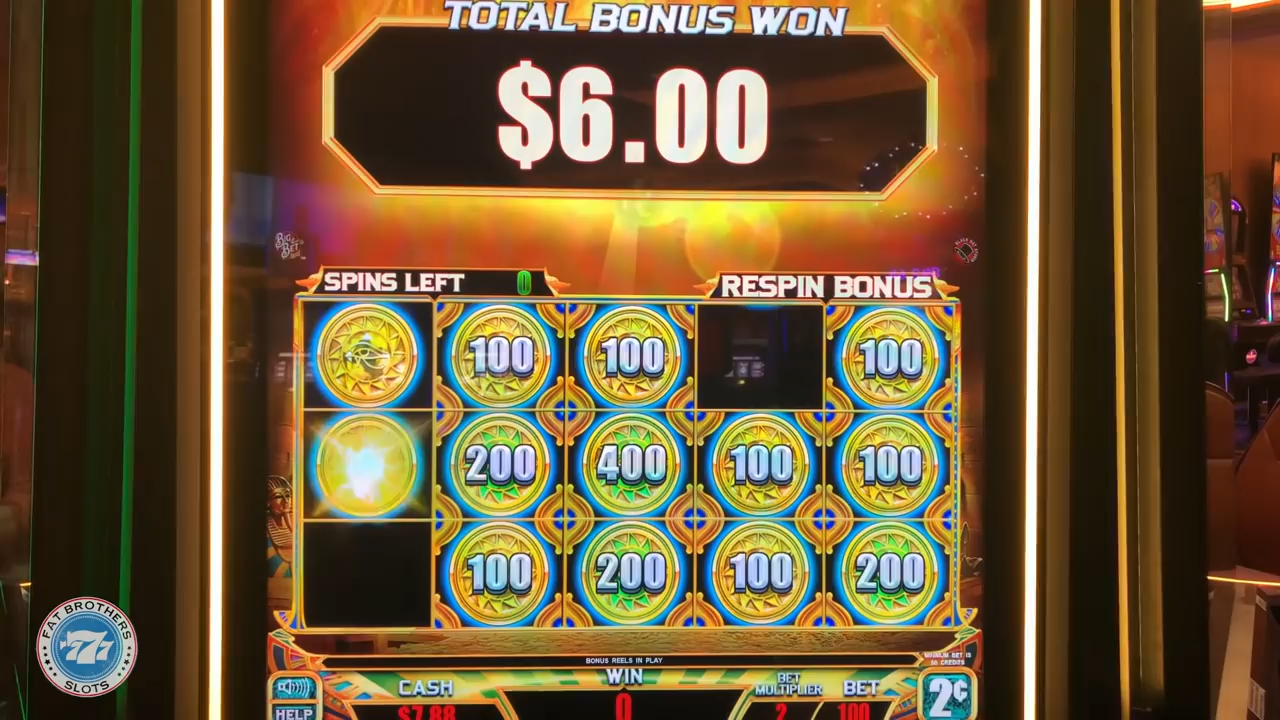 TOTAL BONUS WON
$6.00
BIG BET
SPINS LEFT 0
RESPIN BONUS
100 100 100
200 400 100 100
100 200 100 200
BONUS REELS IN PLAY
MINIMUM BET IS
50 CREDITS
CASH
$7.88
WIN
0
BET
MULTIPLIER
2
BET
100
2¢
HELP
FAT BROTHERS
777
SLOTS